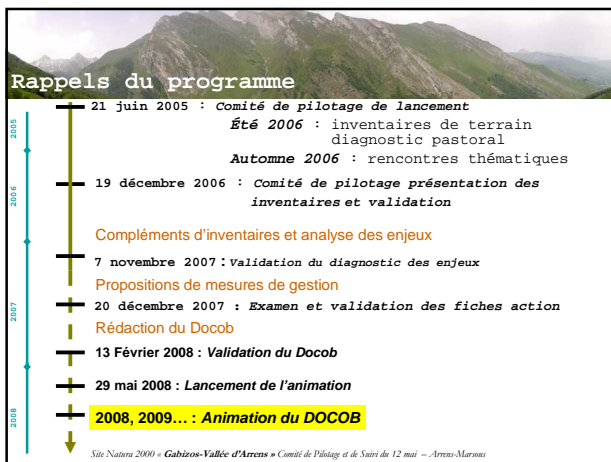 Rappels du programme
21 juin 2005 : Comité de pilotage de lancement
Été 2006 : inventaires de terrain
diagnostic pastoral
Automne 2006 : rencontres thématiques
19 décembre 2006 : Comité de pilotage présentation des
inventaires et validation
Compléments d'inventaires et analyse des enjeux
7 novembre 2007 : Validation du diagnostic des enjeux
Propositions de mesures de gestion
20 décembre 2007 : Examen et validation des fiches action
Rédaction du Docob
13 Février 2008 : Validation du Docob
29 mai 2008 : Lancement de l'animation
2008, 2009... : Animation du DOCOB
2005
2006
2007
2008
Site Natura 2000 « Gabizos-Vallée d'Arrens » Comité de Pilotage et de Suivi du 12 mai – Arrens-Marsous